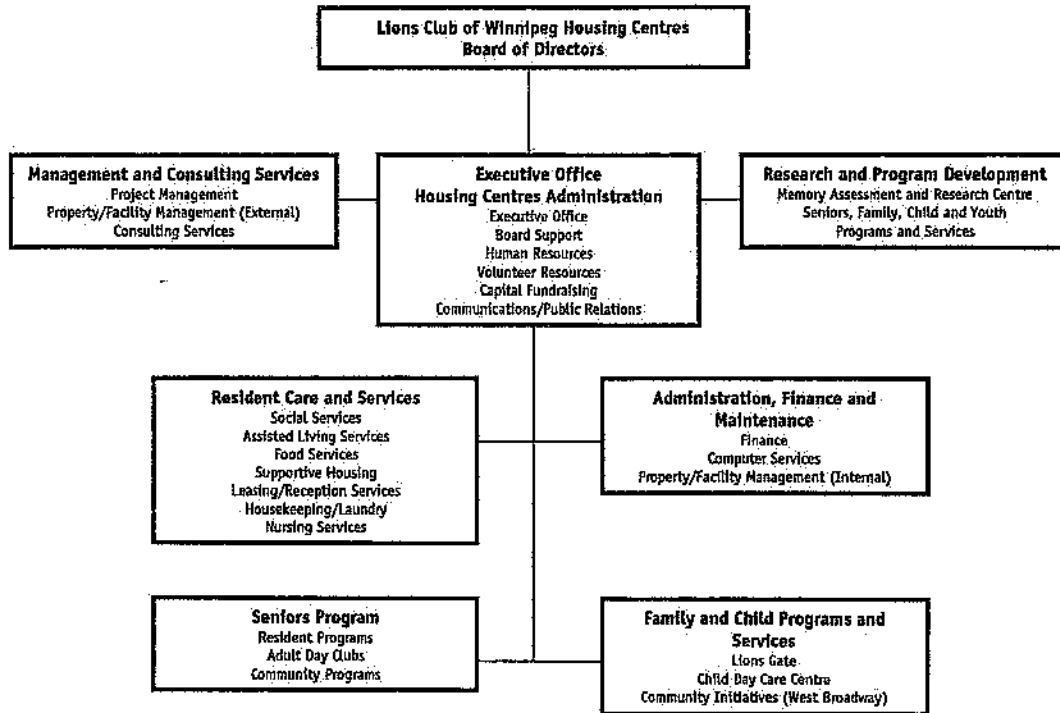 Lions Club of Winnipeg Housing Centres
Board of Directors
Management and Consulting Services
Project Management
Property/Facility Management (External)
Consulting Services
Executive Office
Housing Centres Administration
Executive Office
Board Support
Human Resources
Volunteer Resources
Capital Fundraising
Communications/Public Relations
Research and Program Development
Memory Assessment and Research Centre
Seniors, Family, Child and Youth
Programs and Services
Resident Care and Services
Social Services
Assisted Living Services
Food Services
Supportive Housing
Leasing/Reception Services
Housekeeping/Laundry
Nursing Services
Administration, Finance and
Maintenance
Finance
Computer Services
Property/Facility Management (Internal)
Seniors Program
Resident Programs
Adult Day Clubs
Community Programs
Family and Child Programs and
Services
Lions Gate
Child Day Care Centre
Community Initiatives (West Broadway)